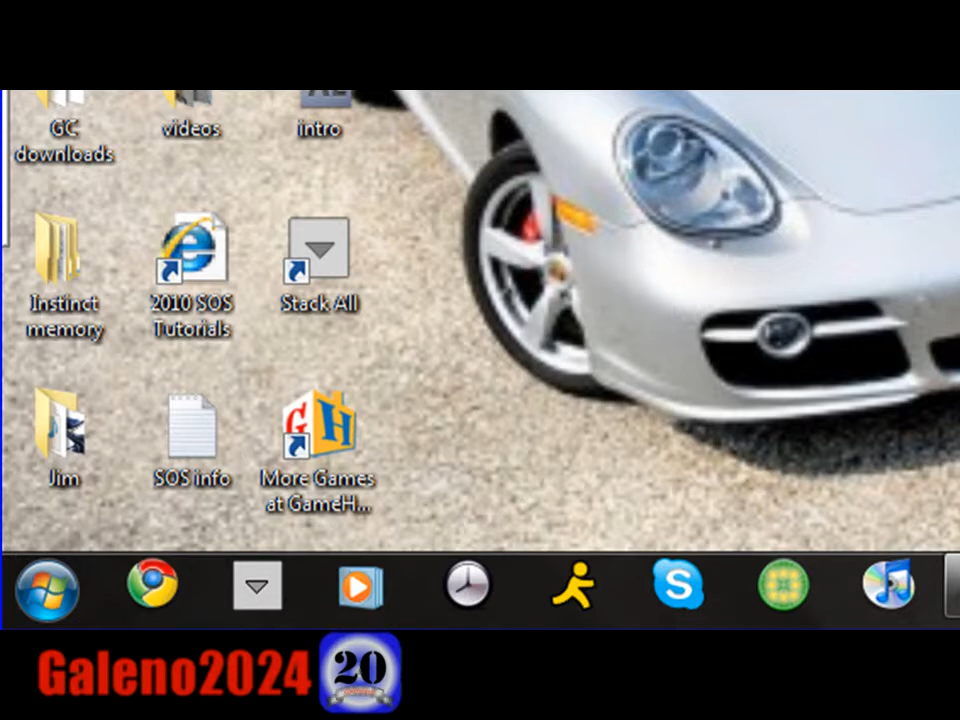 GC
downloads
videos
intro
Instinct
memory
2010 SOS
Tutorials
Stack All
Jim
SOS info
GH
More Games
at GameH...
S
Galeno2024
20